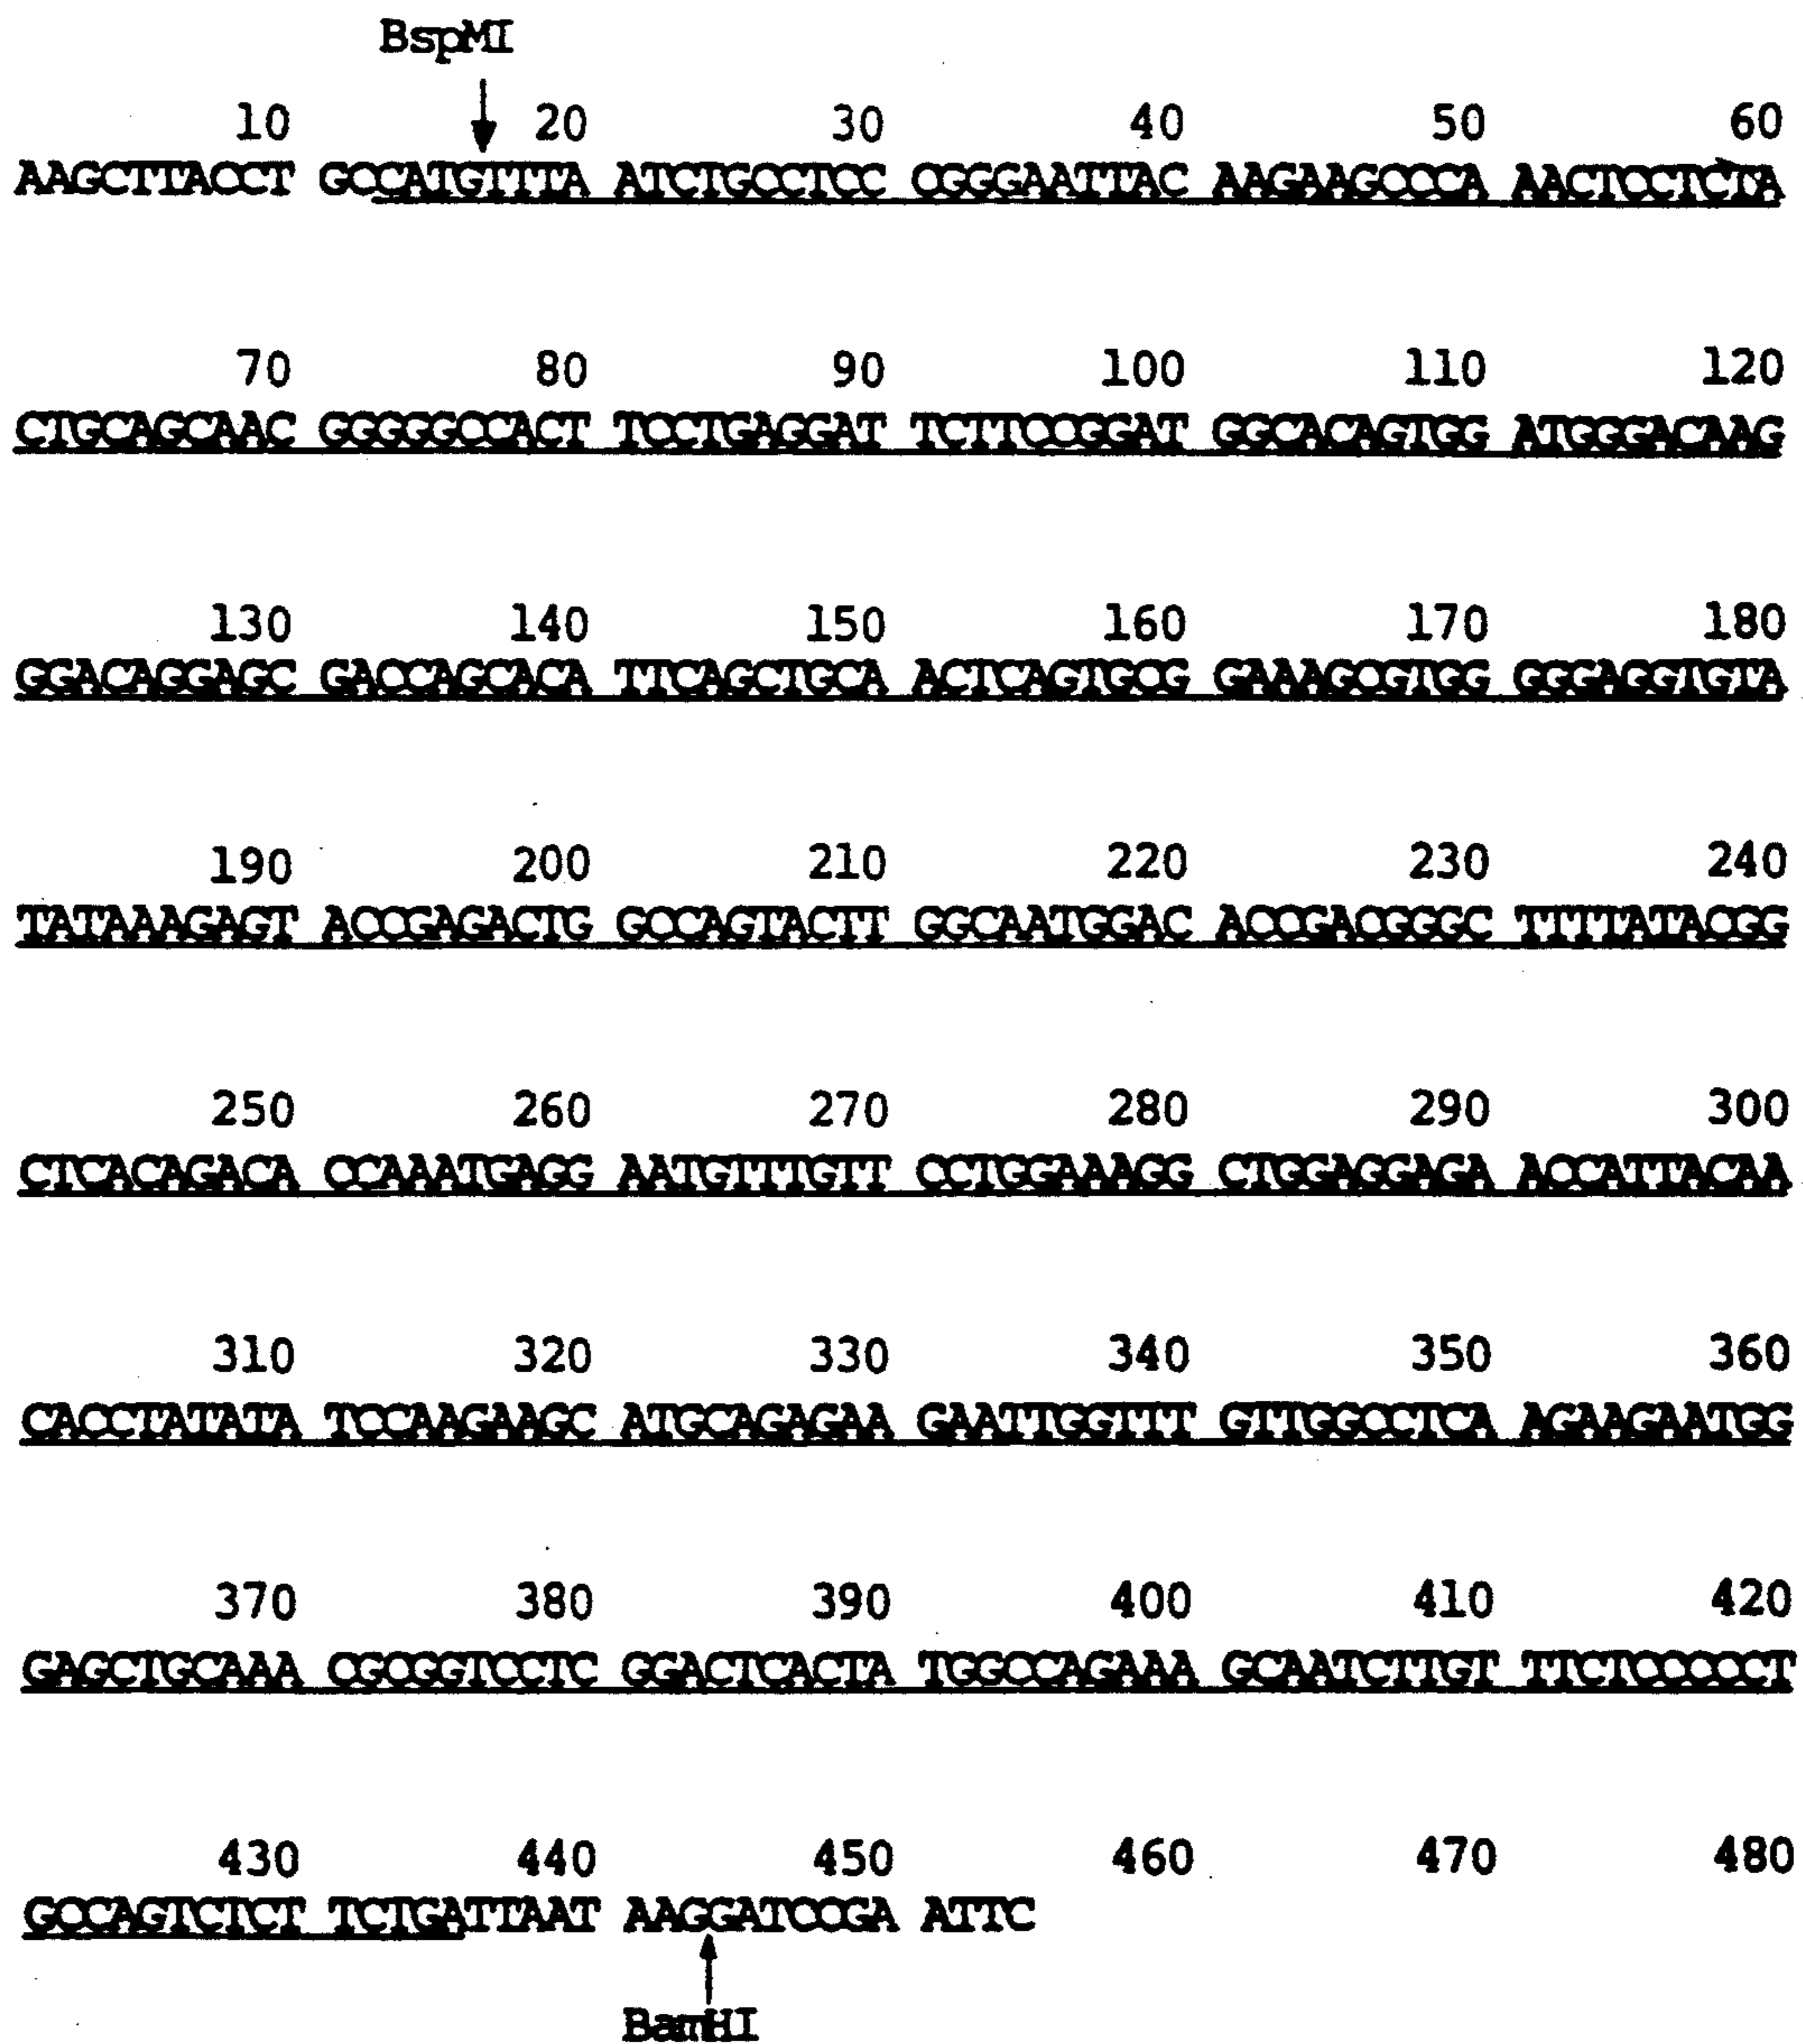 BspMI
10 20 30 40 50 60
AAGCTTACCT GCCATGTTTA ATCTGCCTCC CGGGAATTAC AAGAAGCCCA AACTCCTCTA
70 80 90 100 110 120
CTGCAGCAAC GGGGGCCACT TCCTGAGGAT TCTTCCGGAT GGCACAGTGG ATGGGACAAG
130 140 150 160 170 180
GGACAGGAGC GACCAGCACA TTCAGCTGCA ACTCAGTGCG GAAAGCGTGG GGGAGGTGTA
190 200 210 220 230 240
TATAAAGAGT ACCGAGACTG GCCAGTACTT GGCAATGGAC ACCGACGGGC TTTTATACGG
250 260 270 280 290 300
CTCACAGACA CCAAATGAGG AATGTTTGTT CCTGGAAAGG CTGGAGGAGA ACCATTACAA
310 320 330 340 350 360
CACCTATATA TCCAAGAAGC ATGCAGAGAA GAATTGGTTT GTTGGCCTCA AGAAGAATGG
370 380 390 400 410 420
GAGCTGCAAA CGCGGTCCTC GGACTCACTA TGGCCAGAAA GCAATCTTGT TTCTCCCCCT
430 440 450 460 470 480
GCCAGTCTCT TCTGATTAAT AAGGATCCGA ATTC
BamHI